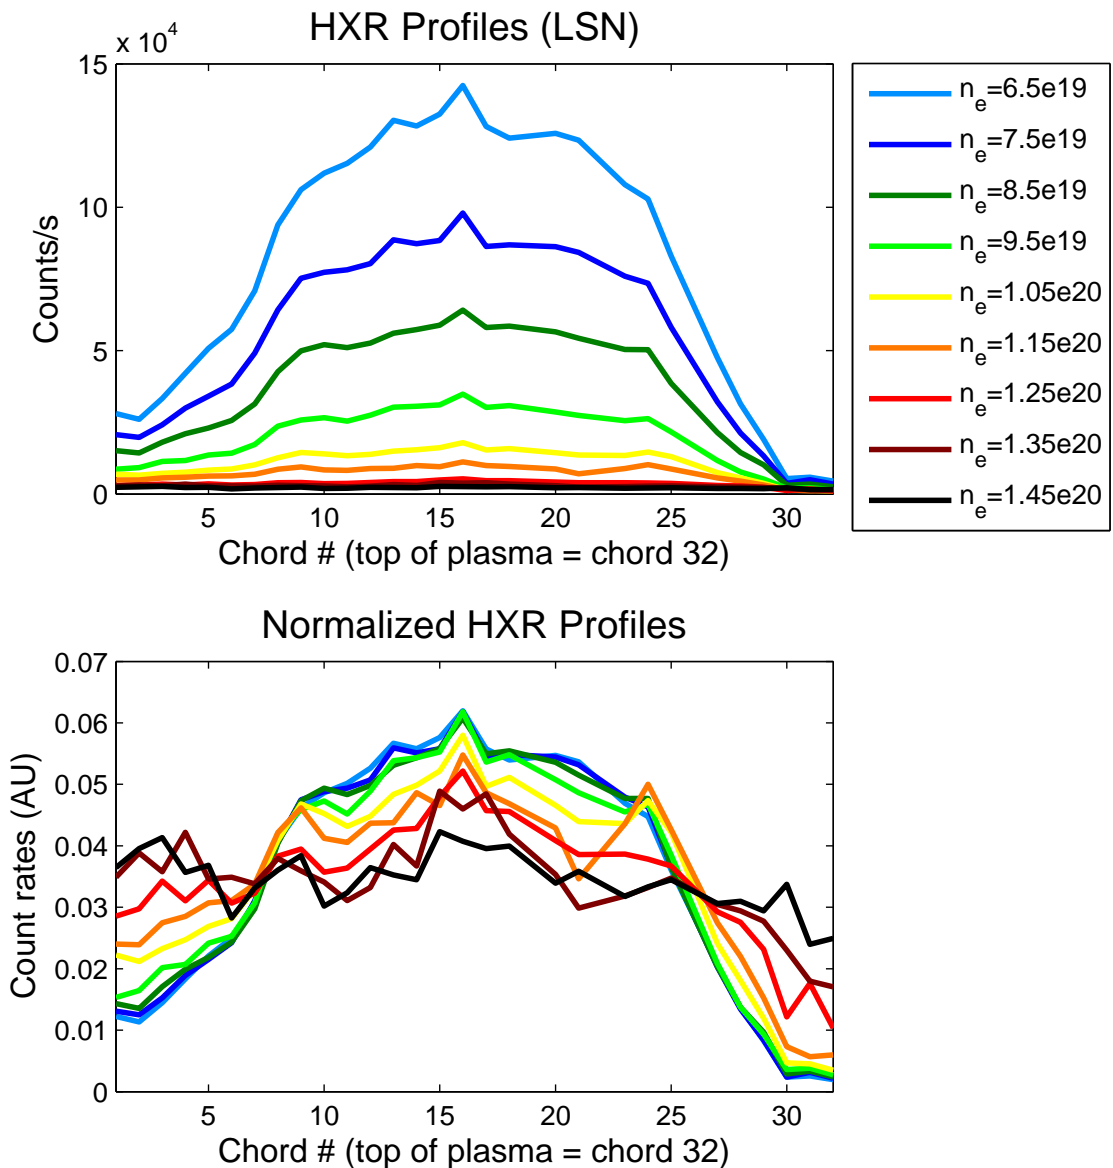 HXR Profiles (LSN)
x 10^4
15
10
5
0
Counts/s
5 10 15 20 25 30
Chord # (top of plasma = chord 32)
n_e=6.5e19
n_e=7.5e19
n_e=8.5e19
n_e=9.5e19
n_e=1.05e20
n_e=1.15e20
n_e=1.25e20
n_e=1.35e20
n_e=1.45e20
Normalized HXR Profiles
0.07
0.06
0.05
0.04
0.03
0.02
0.01
0
Count rates (AU)
5 10 15 20 25 30
Chord # (top of plasma = chord 32)